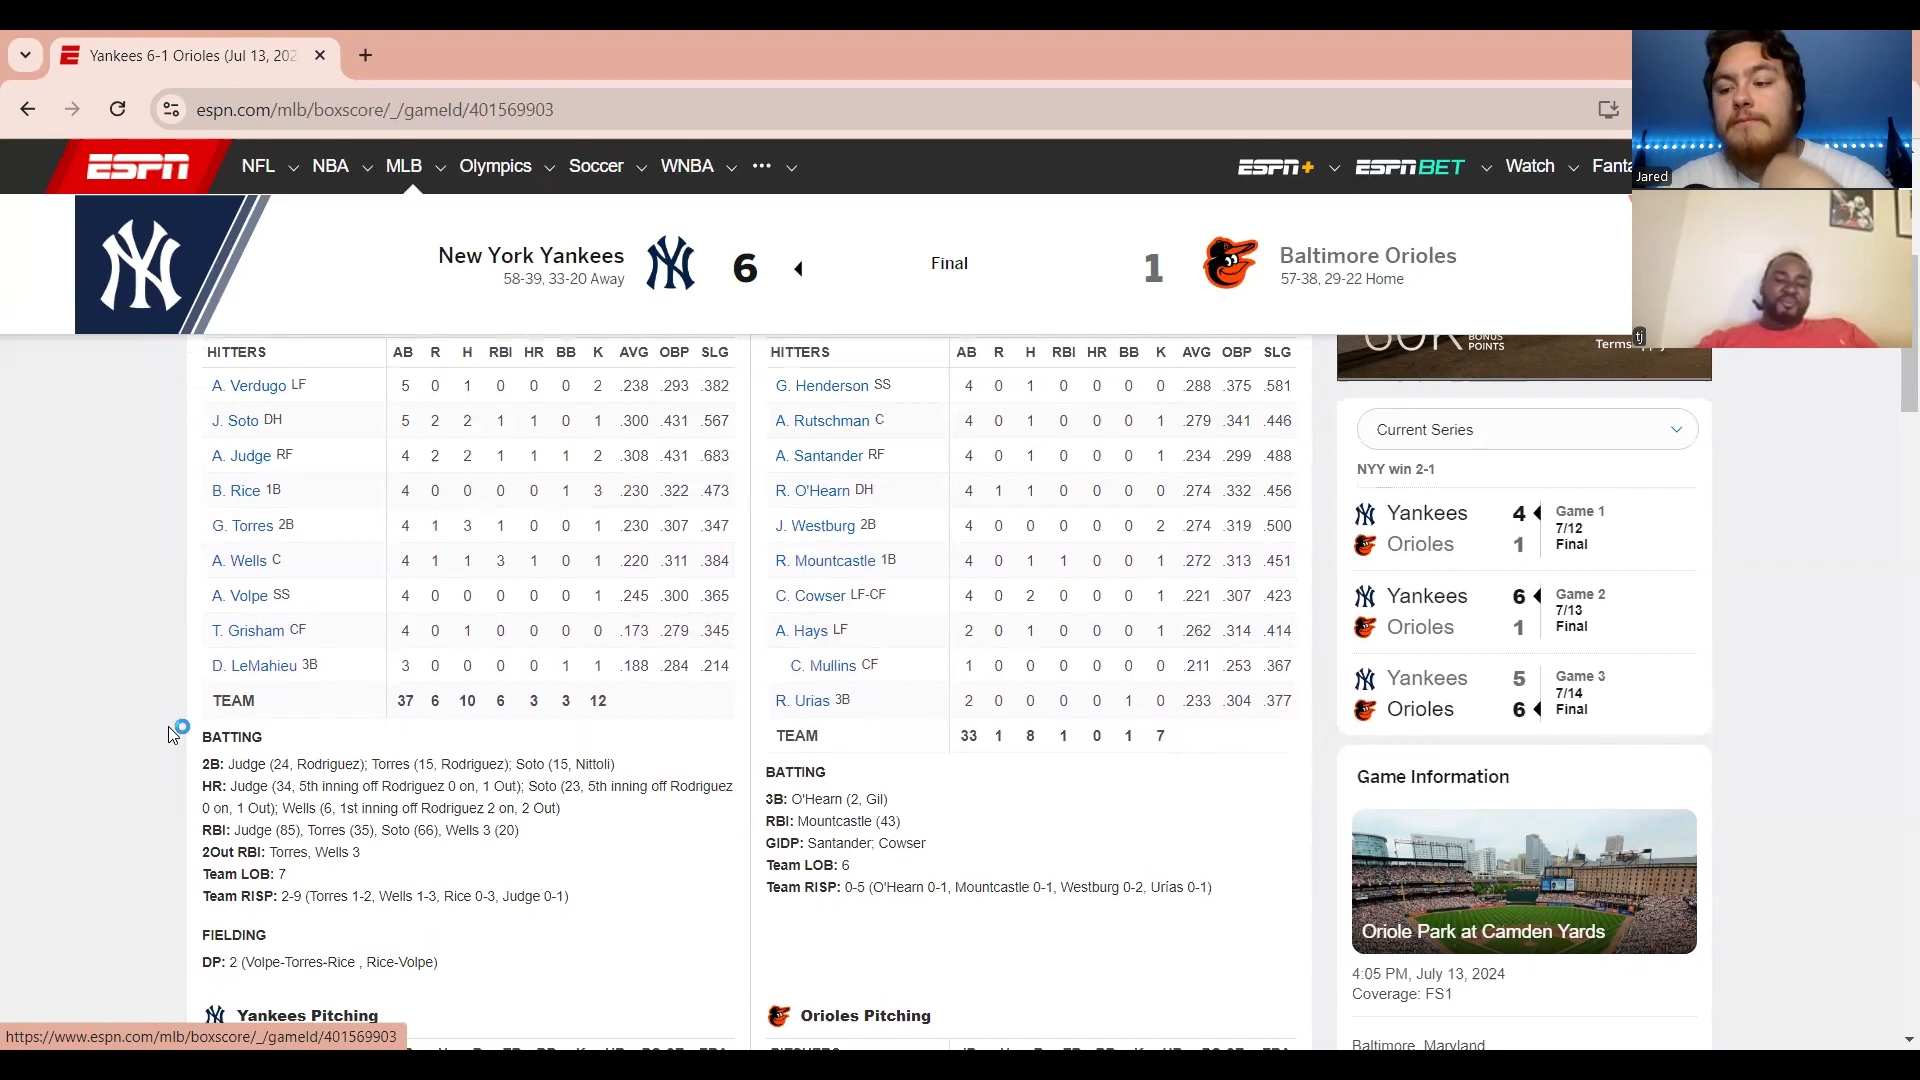 Yankees 6-1 Orioles (Jul 13, 202
espn.com/mlb/boxscore/_/gameId/401569903
ESPN NFL NBA MLB Olympics Soccer WNBA ••• ESPN+ ESPN BET Watch Fanta
Jared
New York Yankees 6 Final 1 Baltimore Orioles
58-39, 33-20 Away 57-38, 29-22 Home
tj
HITTERS AB R H RBI HR BB K AVG OBP SLG
A. Verdugo LF 5 0 1 0 0 0 2 .238 .293 .382
J. Soto DH 5 2 2 1 1 0 1 .300 .431 .567
A. Judge RF 4 2 2 1 1 1 2 .308 .431 .683
B. Rice 1B 4 0 0 0 0 1 3 .230 .322 .473
G. Torres 2B 4 1 3 1 0 0 1 .230 .307 .347
A. Wells C 4 1 1 3 1 0 1 .220 .311 .384
A. Volpe SS 4 0 0 0 0 0 1 .245 .300 .365
T. Grisham CF 4 0 1 0 0 0 0 .173 .279 .345
D. LeMahieu 3B 3 0 0 0 0 1 1 .188 .284 .214
TEAM 37 6 10 6 3 3 12
BATTING
2B: Judge (24, Rodriguez); Torres (15, Rodriguez); Soto (15, Nittoli)
HR: Judge (34, 5th inning off Rodriguez 0 on, 1 Out); Soto (23, 5th inning off Rodriguez
0 on, 1 Out); Wells (6, 1st inning off Rodriguez 2 on, 2 Out)
RBI: Judge (85), Torres (35), Soto (66), Wells 3 (20)
2Out RBI: Torres, Wells 3
Team LOB: 7
Team RISP: 2-9 (Torres 1-2, Wells 1-3, Rice 0-3, Judge 0-1)
FIELDING
DP: 2 (Volpe-Torres-Rice , Rice-Volpe)
Yankees Pitching
HITTERS AB R H RBI HR BB K AVG OBP SLG
G. Henderson SS 4 0 1 0 0 0 0 .288 .375 .581
A. Rutschman C 4 0 1 0 0 0 1 .279 .341 .446
A. Santander RF 4 0 1 0 0 0 1 .234 .299 .488
R. O'Hearn DH 4 1 1 0 0 0 0 .274 .332 .456
J. Westburg 2B 4 0 0 0 0 0 2 .274 .319 .500
R. Mountcastle 1B 4 0 1 1 0 0 1 .272 .313 .451
C. Cowser LF-CF 4 0 2 0 0 0 1 .221 .307 .423
A. Hays LF 2 0 1 0 0 0 1 .262 .314 .414
C. Mullins CF 1 0 0 0 0 0 0 .211 .253 .367
R. Urias 3B 2 0 0 0 0 1 0 .233 .304 .377
TEAM 33 1 8 1 0 1 7
BATTING
3B: O'Hearn (2, Gil)
RBI: Mountcastle (43)
GIDP: Santander; Cowser
Team LOB: 6
Team RISP: 0-5 (O'Hearn 0-1, Mountcastle 0-1, Westburg 0-2, Urías 0-1)
Orioles Pitching
BONUS
POINTS
Current Series
NYY win 2-1
Yankees 4 Game 1
7/12
Orioles 1 Final
Yankees 6 Game 2
7/13
Orioles 1 Final
Yankees 5 Game 3
7/14
Orioles 6 Final
Game Information
Oriole Park at Camden Yards
4:05 PM, July 13, 2024
Coverage: FS1
Baltimore, Maryland
https://www.espn.com/mlb/boxscore/_/gameId/401569903